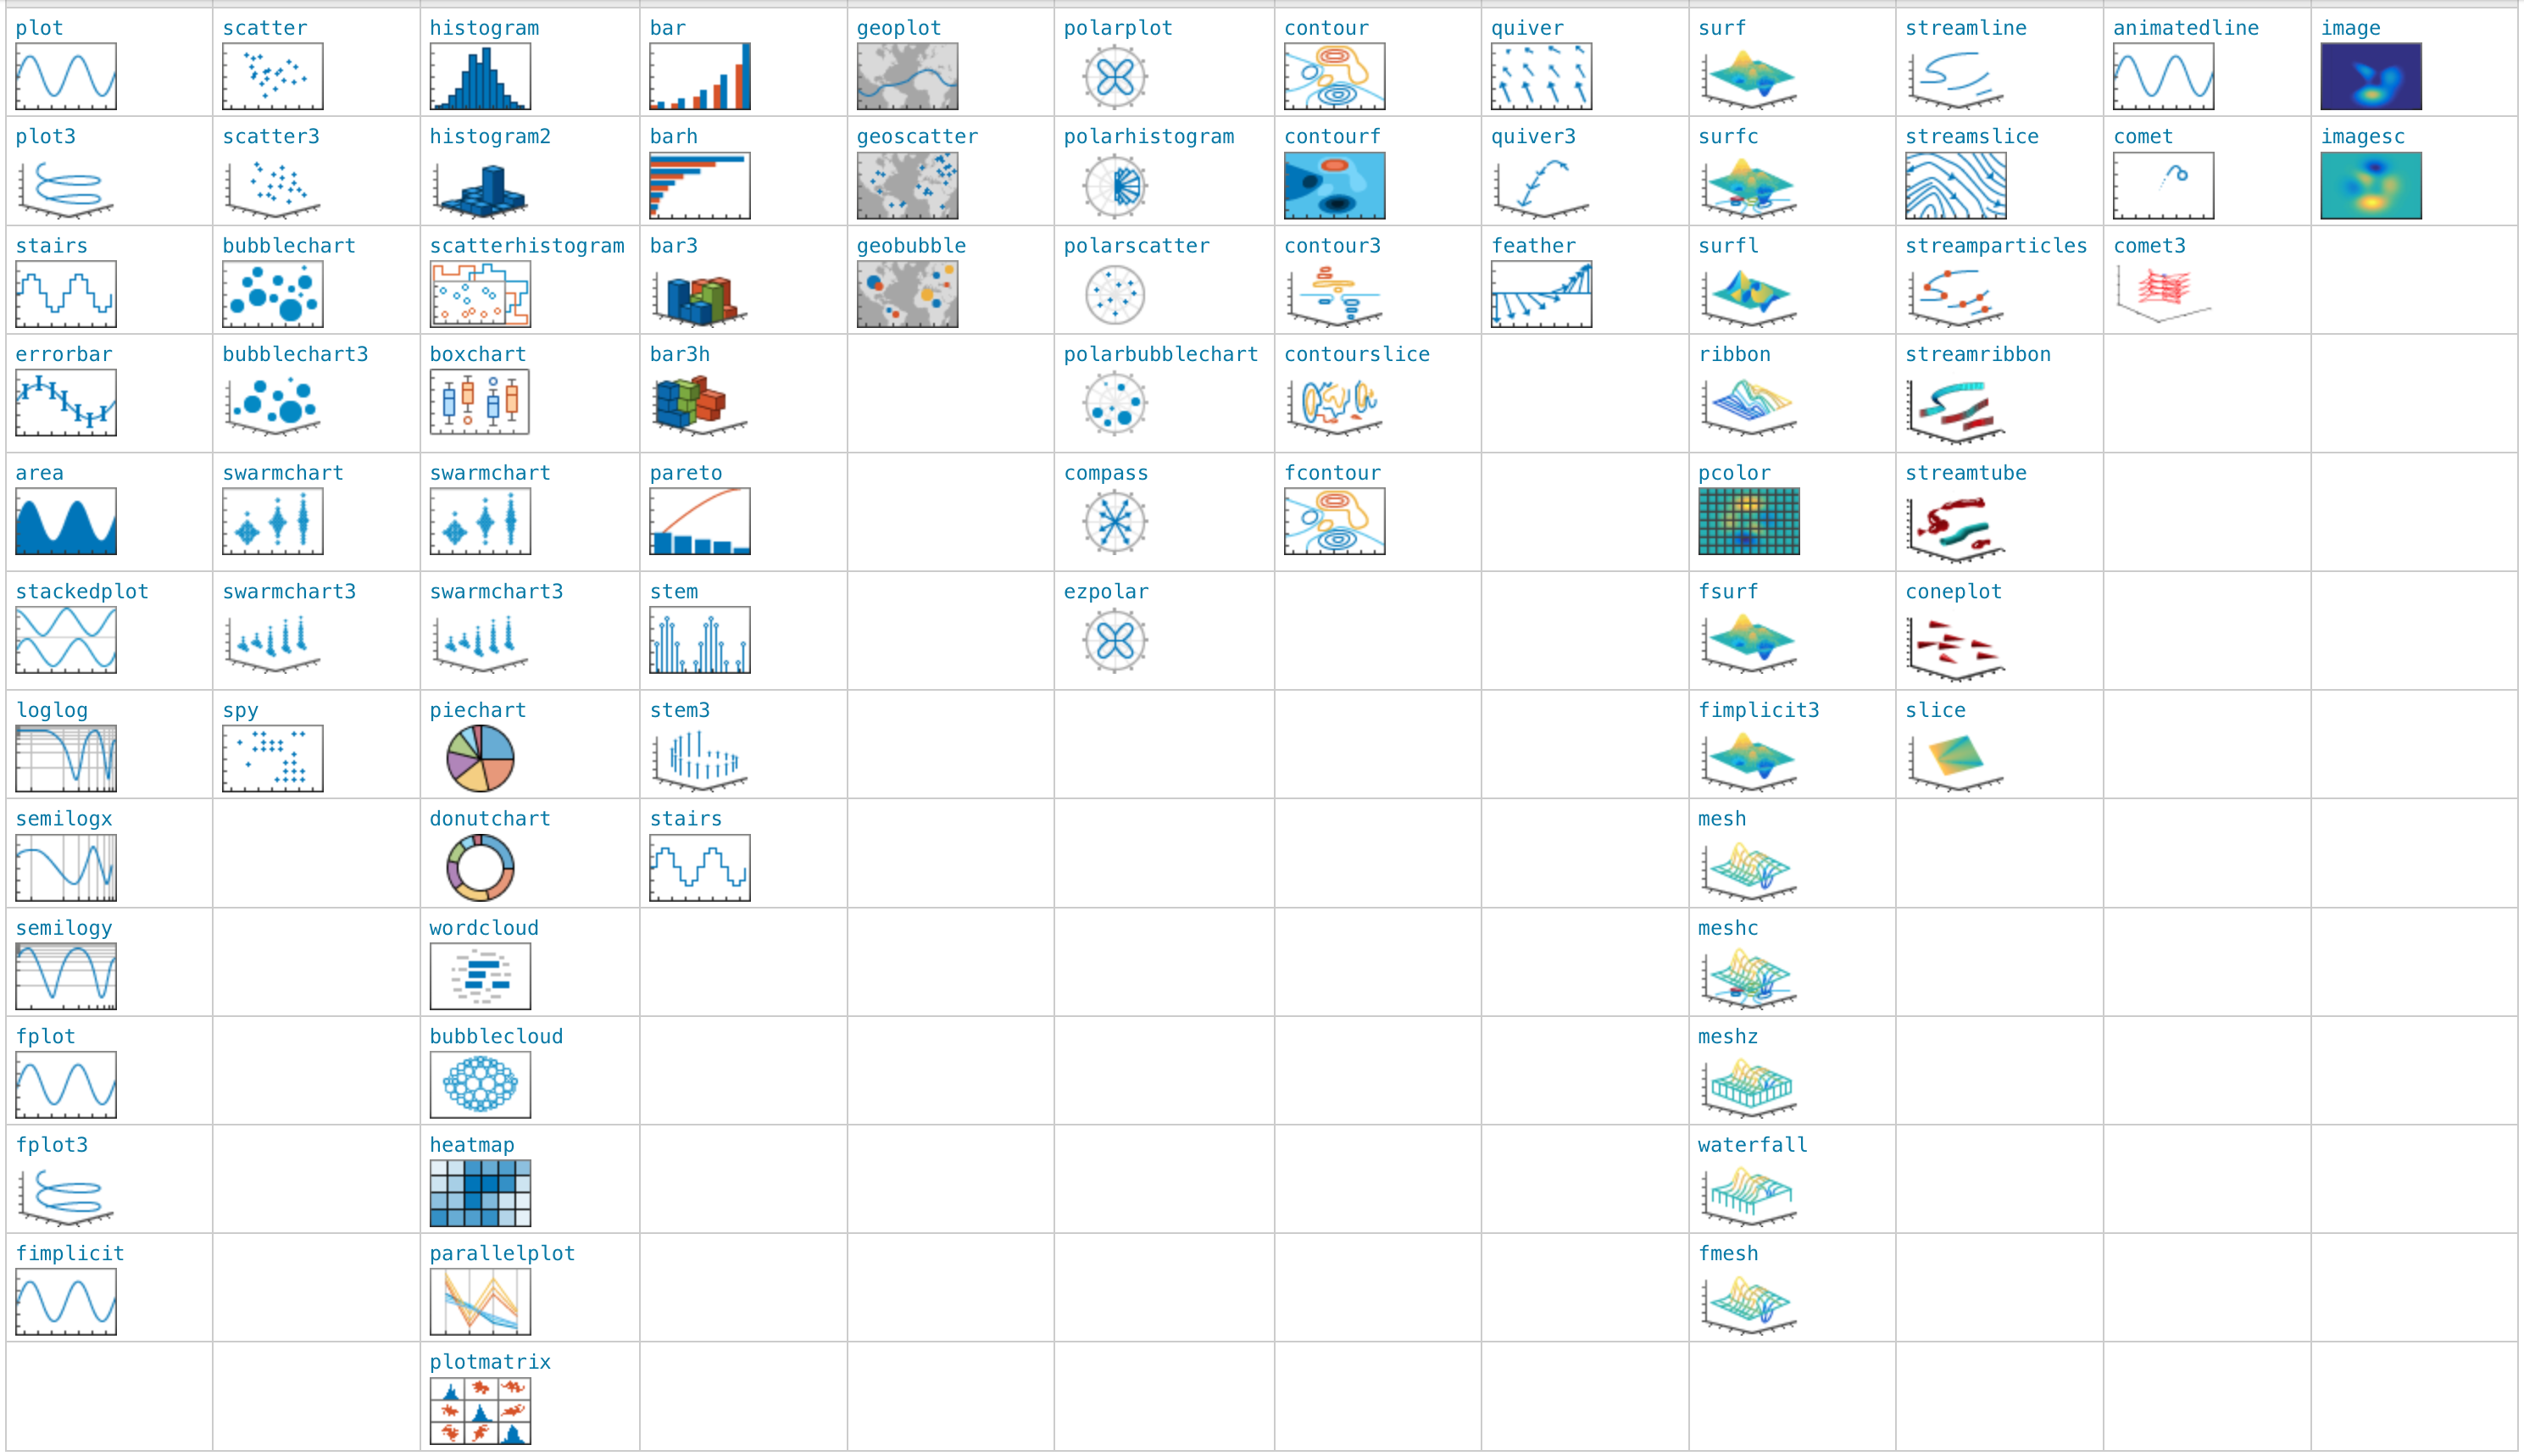 plot scatter histogram bar geoplot polarplot contour quiver surf streamline animatedline image
plot3 scatter3 histogram2 barh geoscatter polarhistogram contourf quiver3 surfc streamslice comet imagesc
stairs bubblechart scatterhistogram bar3 geobubble polarscatter contour3 feather surfl streamparticles comet3
errorbar bubblechart3 boxchart bar3h polarbubblechart contourslice ribbon streamribbon
area swarmchart swarmchart pareto compass fcontour pcolor streamtube
stackedplot swarmchart3 swarmchart3 stem ezpolar fsurf coneplot
loglog spy piechart stem3 fimplicit3 slice
semilogx donutchart stairs mesh
semilogy wordcloud meshc
fplot bubblecloud meshz
fplot3 heatmap waterfall
fimplicit parallelplot fmesh
plotmatrix